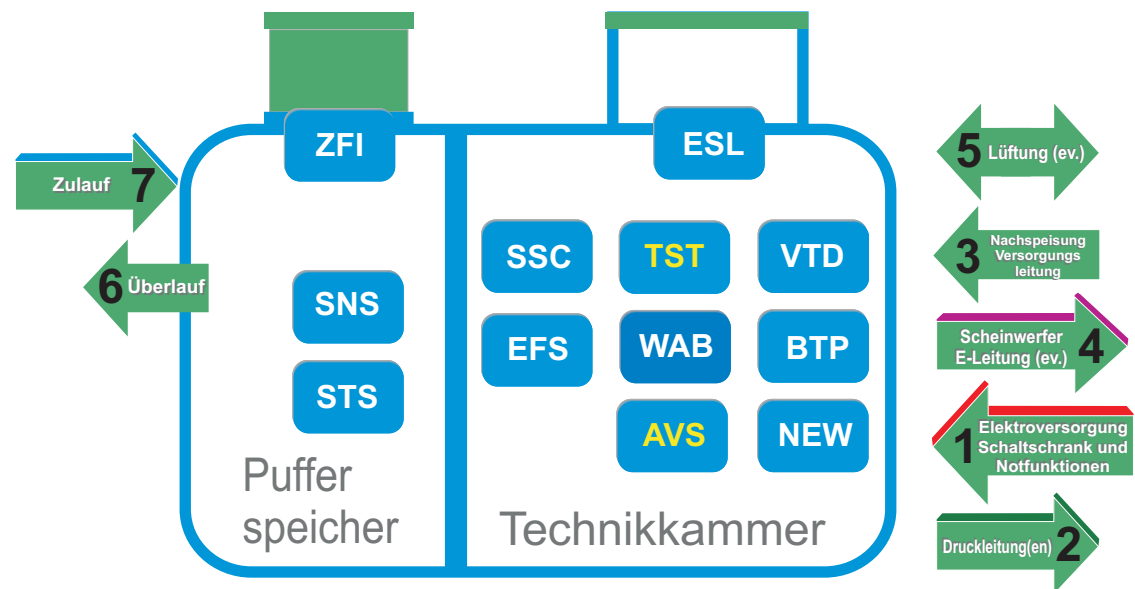 ZFI
ESL
7
Zulauf
5
Lüftung (ev.)
SSC
TST
VTD
3
Nachspeisung
Versorgungs
leitung
6
Überlauf
SNS
EFS
WAB
BTP
Scheinwerfer
E-Leitung (ev.)
4
STS
AVS
NEW
1
Elektroversorgung
Schaltschrank und
Notfunktionen
Puffer
speicher
Technikkammer
Druckleitung(en)
2